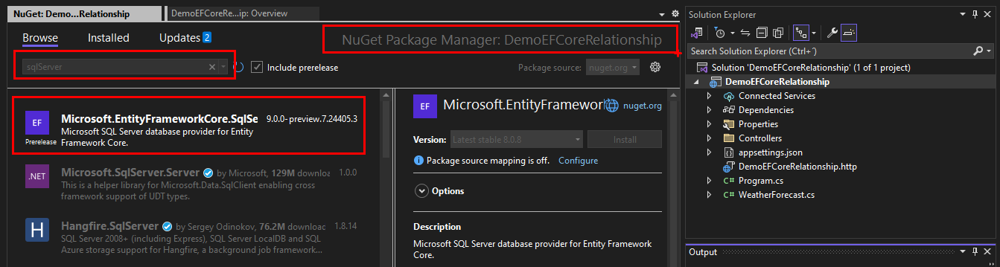 NuGet: Demo...Relationship
DemoEFCoreRe...ip: Overview
Browse
Installed
Updates 2
NuGet Package Manager: DemoEFCoreRelationship
sqlServer
Include prerelease
Package source:
nuget.org
EF
Prerelease
Microsoft.EntityFrameworkCore.SqlSe
9.0.0-preview.7.24405.3
Microsoft SQL Server database provider for Entity
Framework Core.
.NET
Microsoft.SqlServer.Server by Microsoft, 129M downloa
1.0.0
This is a helper library for Microsoft.Data.SqlClient enabling cross
framework support of UDT types.
H
Hangfire.SqlServer by Sergey Odinokov, 76.2M downloa
1.8.14
SQL Server 2008+ (including Express), SQL Server LocalDB and SQL
Azure storage support for Hangfire, a background job framework...
EF
Microsoft.EntityFramework
nuget.org
Version:
Latest stable 8.0.8
Install
Package source mapping is off. Configure
Options
Description
Microsoft SQL Server database provider for Entity Framework
Core.
Solution Explorer
Search Solution Explorer (Ctrl+´)
Solution 'DemoEFCoreRelationship' (1 of 1 project)
DemoEFCoreRelationship
Connected Services
Dependencies
Properties
Controllers
appsettings.json
DemoEFCoreRelationship.http
C# Program.cs
C# WeatherForecast.cs
Output